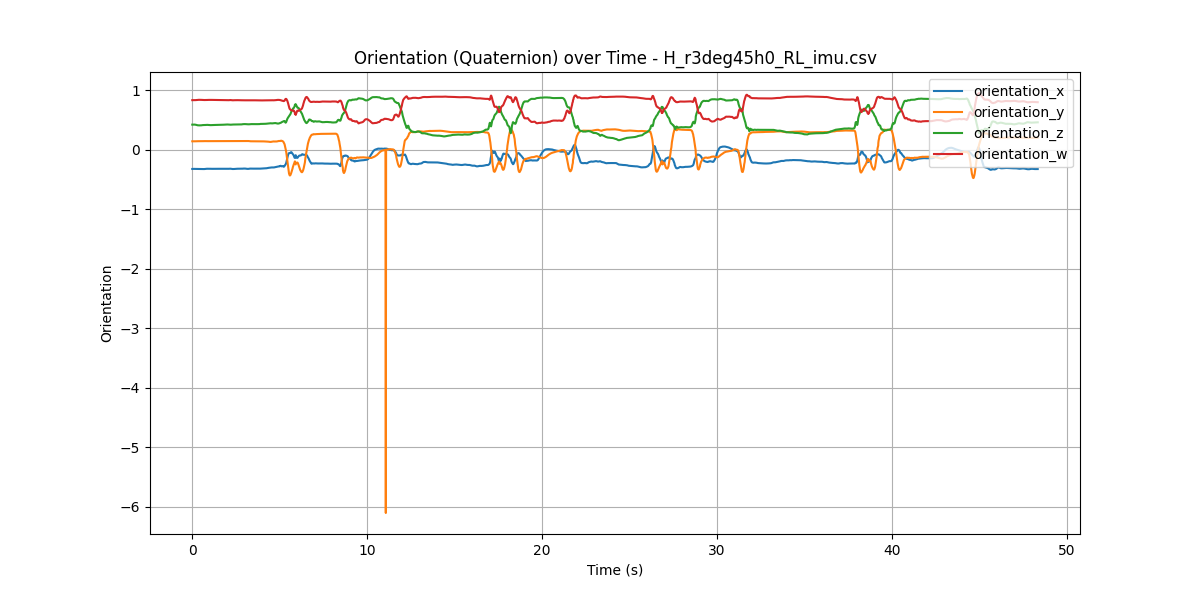 Orientation (Quaternion) over Time - H_r3deg45h0_RL_imu.csv
orientation_x
orientation_y
orientation_z
orientation_w
1
0
−1
−2
−3
−4
−5
−6
Orientation
0 10 20 30 40 50
Time (s)